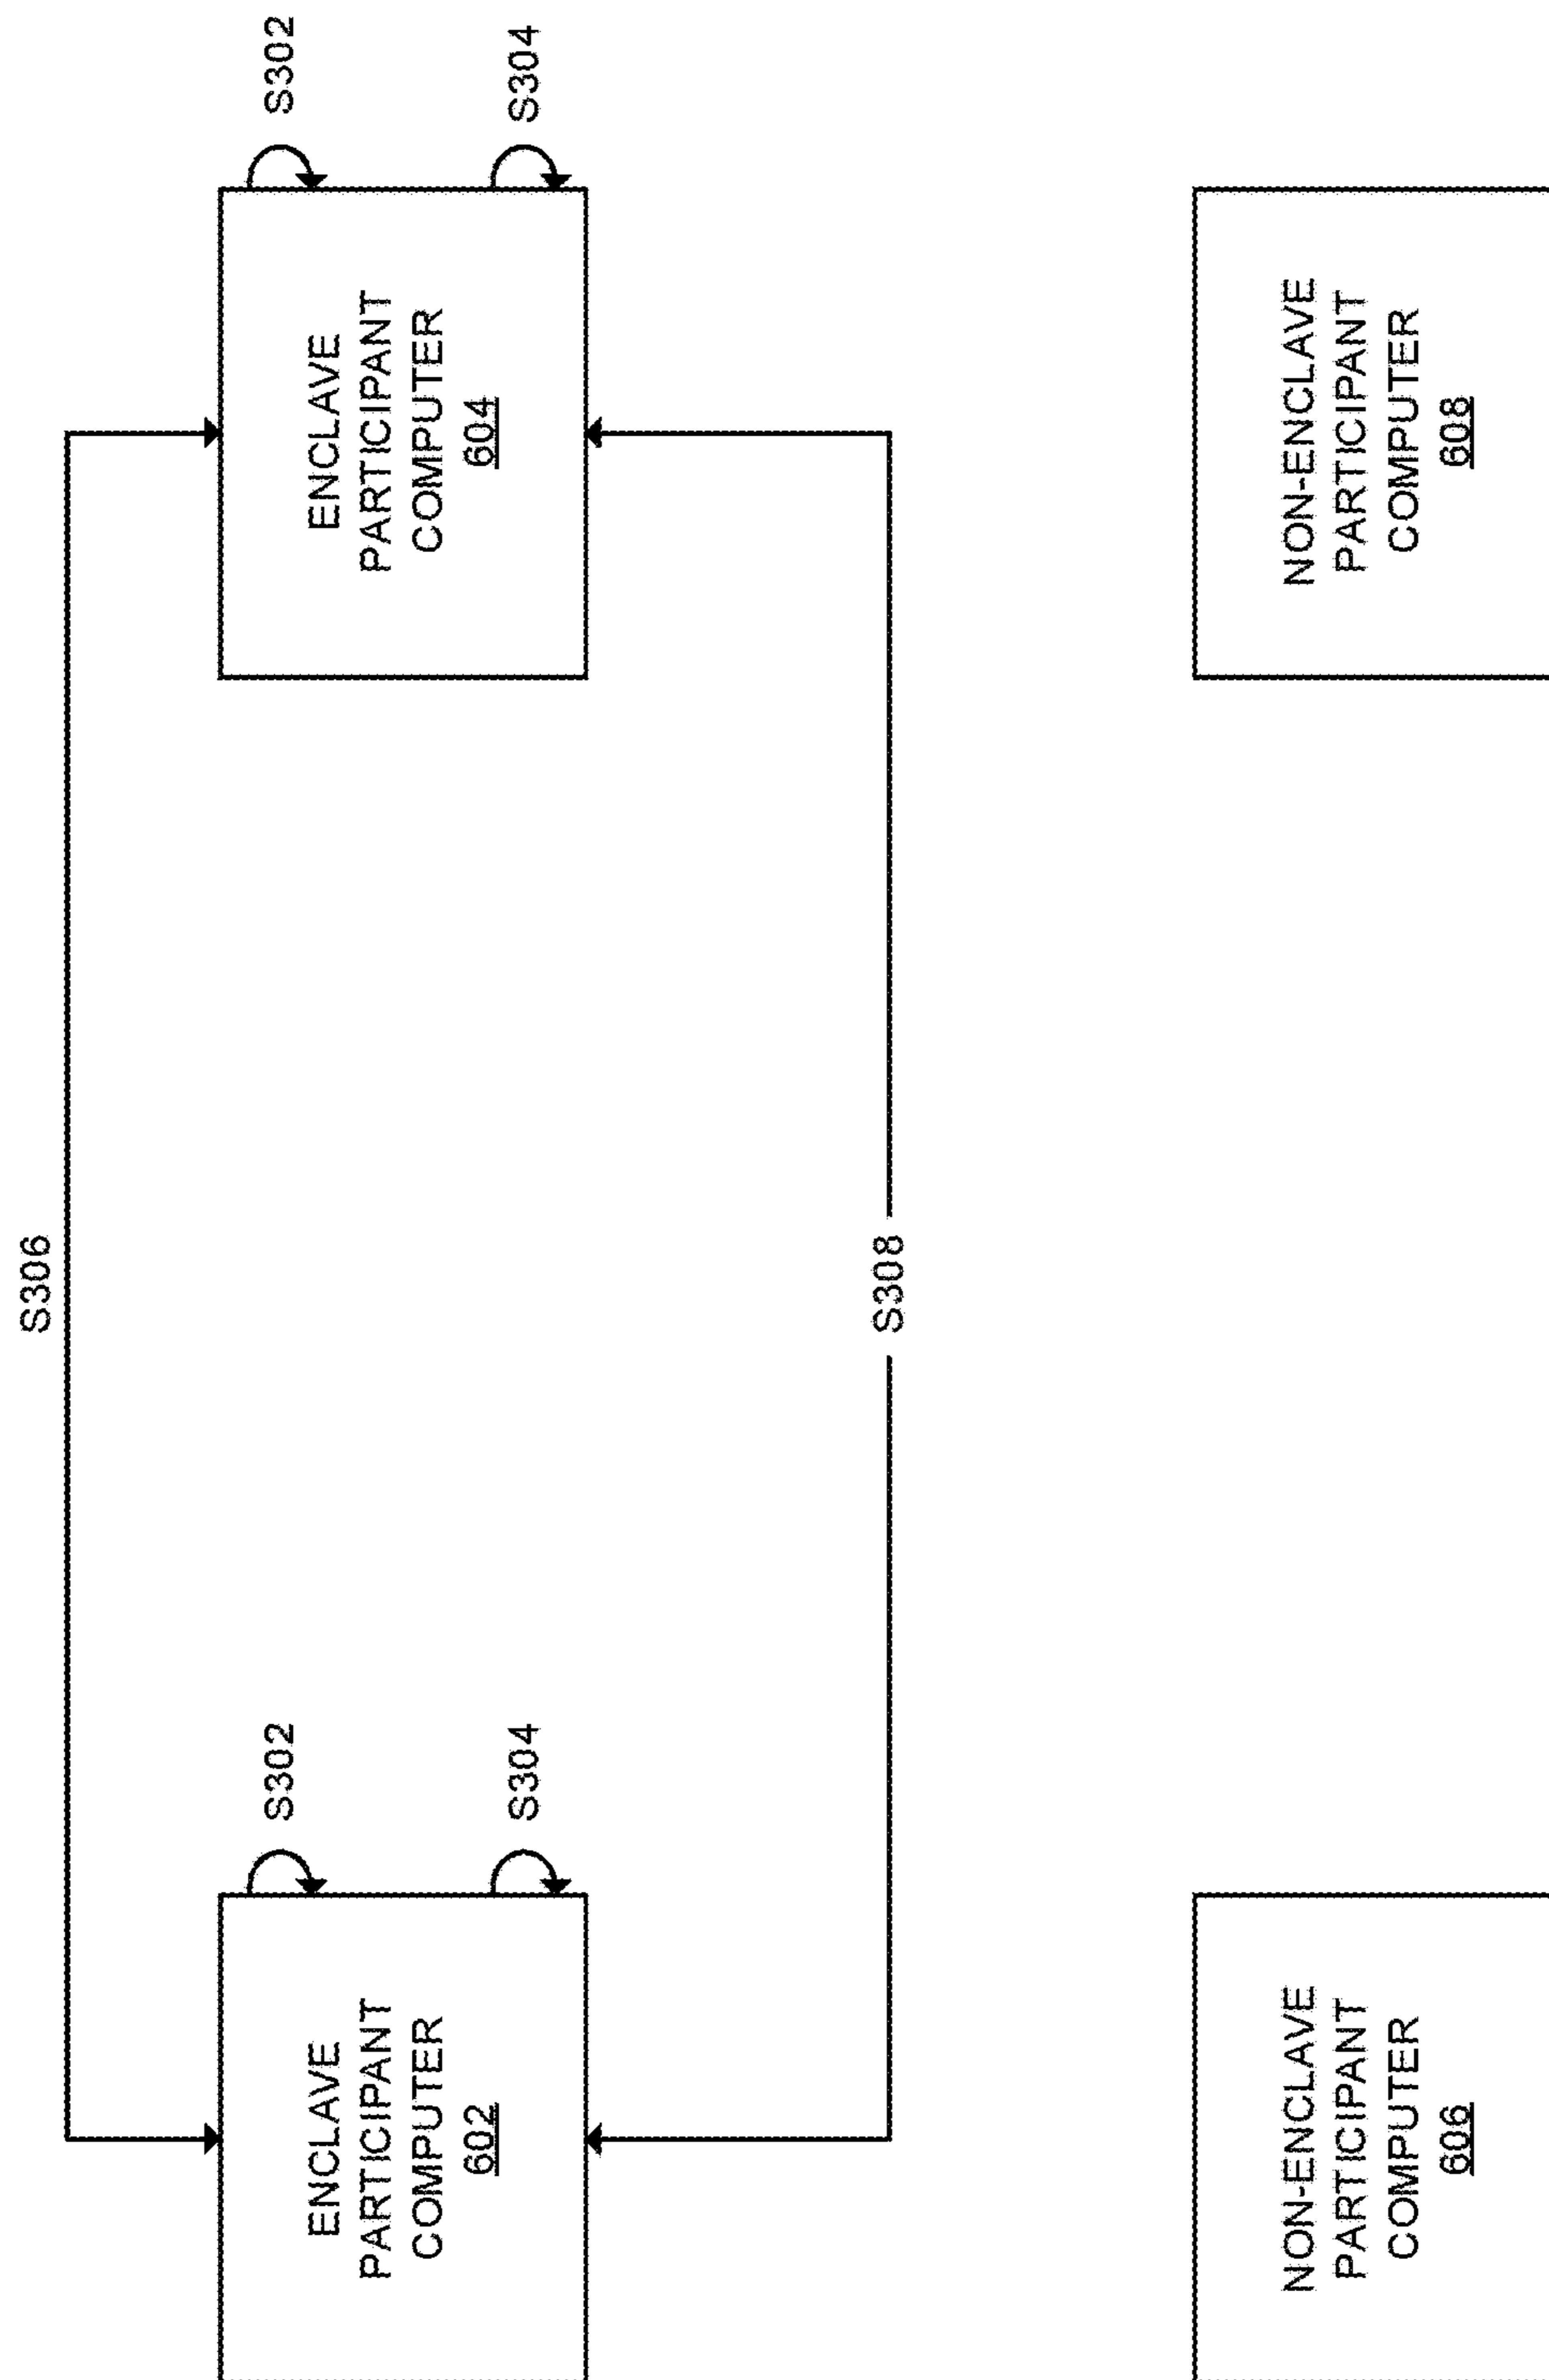 S306
ENCLAVE
PARTICIPANT
COMPUTER
602
S302
S304
ENCLAVE
PARTICIPANT
COMPUTER
604
S302
S304
S308
NON-ENCLAVE
PARTICIPANT
COMPUTER
606
NON-ENCLAVE
PARTICIPANT
COMPUTER
608